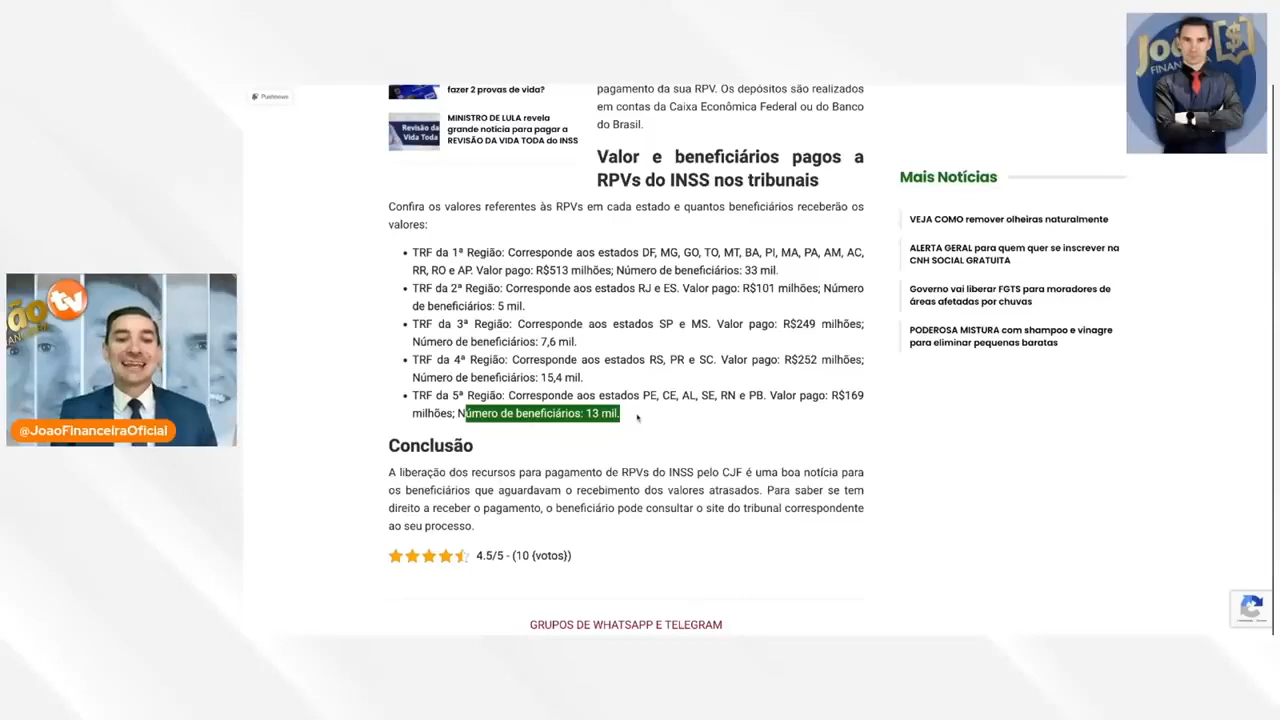 Pushnews
fazer 2 provas de vida?
Revisão da
Vida Toda
MINISTRO DE LULA revela
grande notícia para pagar a
REVISÃO DA VIDA TODA do INSS
pagamento da sua RPV. Os depósitos são realizados
em contas da Caixa Econômica Federal ou do Banco
do Brasil.
Valor e beneficiários pagos a
RPVs do INSS nos tribunais
Confira os valores referentes às RPVs em cada estado e quantos beneficiários receberão os
valores:
• TRF da 1ª Região: Corresponde aos estados DF, MG, GO, TO, MT, BA, PI, MA, PA, AM, AC,
RR, RO e AP. Valor pago: R$513 milhões; Número de beneficiários: 33 mil.
• TRF da 2ª Região: Corresponde aos estados RJ e ES. Valor pago: R$101 milhões; Número
de beneficiários: 5 mil.
• TRF da 3ª Região: Corresponde aos estados SP e MS. Valor pago: R$249 milhões;
Número de beneficiários: 7,6 mil.
• TRF da 4ª Região: Corresponde aos estados RS, PR e SC. Valor pago: R$252 milhões;
Número de beneficiários: 15,4 mil.
• TRF da 5ª Região: Corresponde aos estados PE, CE, AL, SE, RN e PB. Valor pago: R$169
milhões; Número de beneficiários: 13 mil.
Conclusão
A liberação dos recursos para pagamento de RPVs do INSS pelo CJF é uma boa notícia para
os beneficiários que aguardavam o recebimento dos valores atrasados. Para saber se tem
direito a receber o pagamento, o beneficiário pode consultar o site do tribunal correspondente
ao seu processo.
4.5/5 - (10 {votos})
GRUPOS DE WHATSAPP E TELEGRAM
Mais Notícias
VEJA COMO remover olheiras naturalmente
ALERTA GERAL para quem quer se inscrever na
CNH SOCIAL GRATUITA
Governo vai liberar FGTS para moradores de
áreas afetadas por chuvas
PODEROSA MISTURA com shampoo e vinagre
para eliminar pequenas baratas
ão
tv
@JoaoFinanceiraOficial
Joã
FINAN